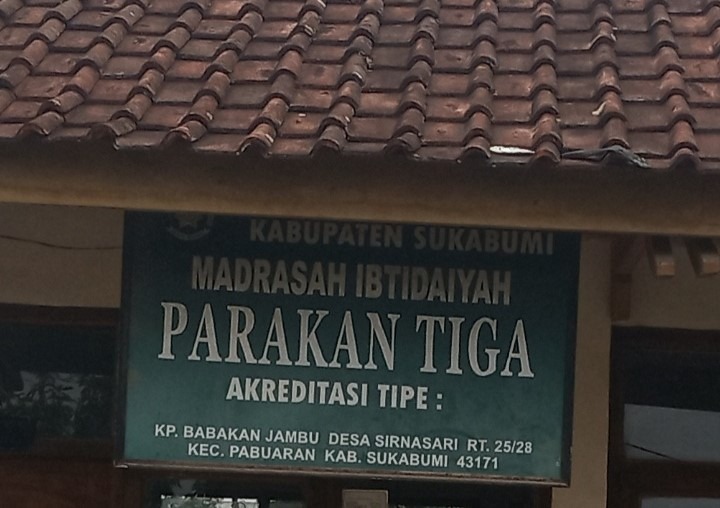 KABUPATEN SUKABUMI
MADRASAH IBTIDAIYAH
PARAKAN TIGA
AKREDITASI TIPE :
KP. BABAKAN JAMBU DESA SIRNASARI RT. 25/28
KEC. PABUARAN KAB. SUKABUMI 43171